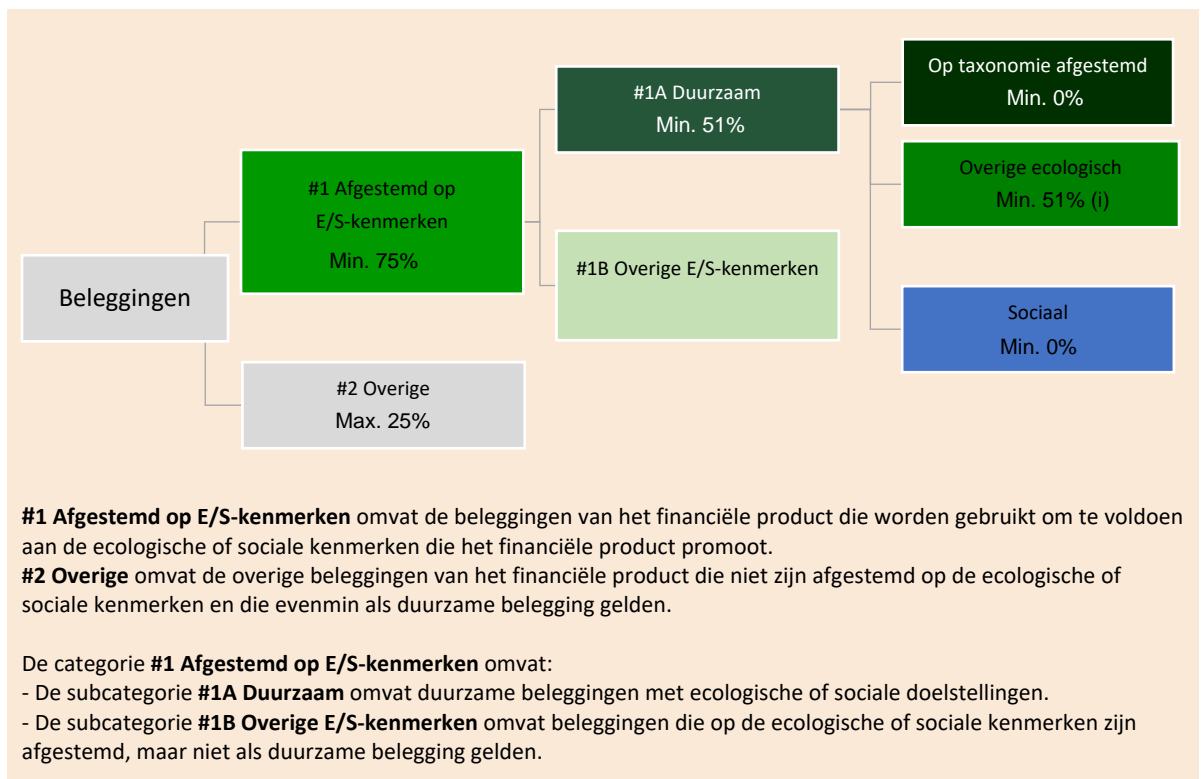 Beleggingen
#1 Afgestemd op
E/S-kenmerken
Min. 75%
#2 Overige
Max. 25%
#1A Duurzaam
Min. 51%
#1B Overige E/S-kenmerken
Op taxonomie afgestemd
Min. 0%
Overige ecologisch
Min. 51% (i)
Sociaal
Min. 0%
#1 Afgestemd op E/S-kenmerken omvat de beleggingen van het financiële product die worden gebruikt om te voldoen
aan de ecologische of sociale kenmerken die het financiële product promoot.
#2 Overige omvat de overige beleggingen van het financiële product die niet zijn afgestemd op de ecologische of
sociale kenmerken en die evenmin als duurzame belegging gelden.
De categorie #1 Afgestemd op E/S-kenmerken omvat:
- De subcategorie #1A Duurzaam omvat duurzame beleggingen met ecologische of sociale doelstellingen.
- De subcategorie #1B Overige E/S-kenmerken omvat beleggingen die op de ecologische of sociale kenmerken zijn
afgestemd, maar niet als duurzame belegging gelden.